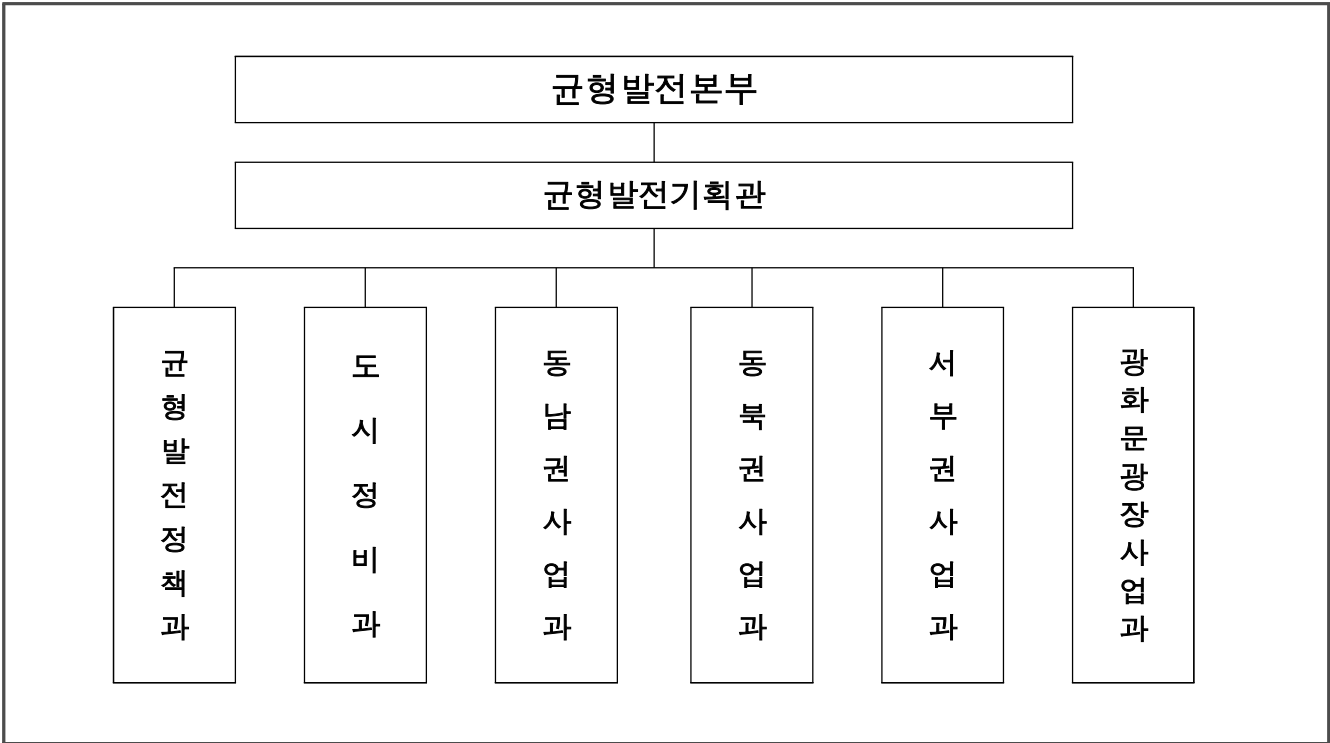 균형발전본부
균형발전기획관
균형발전정책과
도시정비과
동남권사업과
동북권사업과
서부권사업과
광화문광장사업과